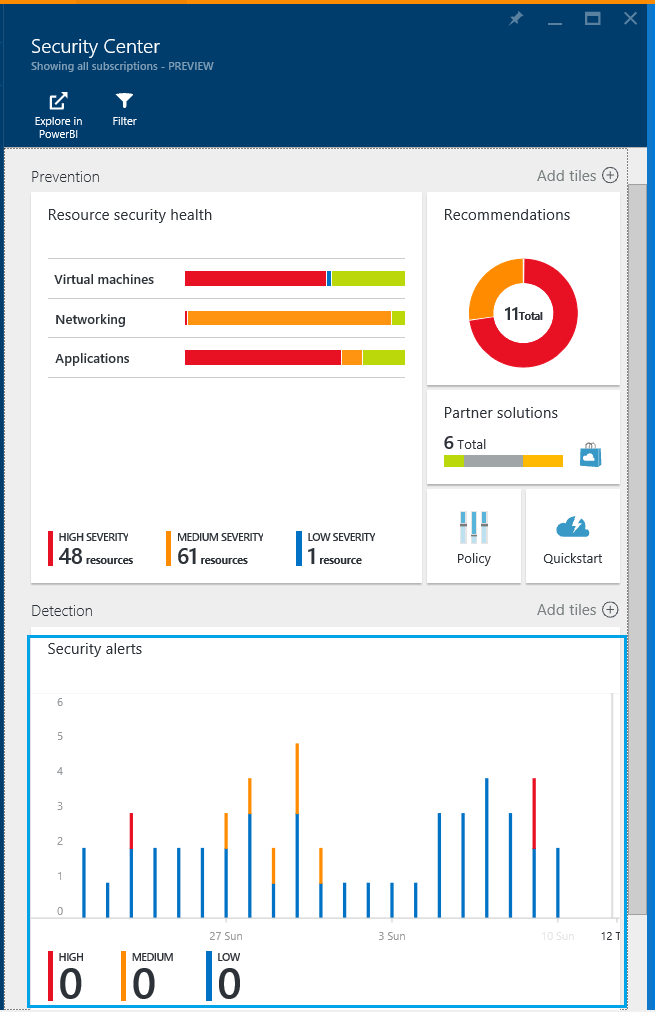 Security Center
Showing all subscriptions - PREVIEW
Explore in
PowerBI
Filter
Prevention
Add tiles
Resource security health
Virtual machines
Networking
Applications
HIGH SEVERITY
48 resources
MEDIUM SEVERITY
61 resources
LOW SEVERITY
1 resource
Recommendations
11 Total
Partner solutions
6 Total
Policy
Quickstart
Detection
Add tiles
Security alerts
6
5
4
3
2
1
0
27 Sun
3 Sun
10 Sun
12 T
HIGH
0
MEDIUM
0
LOW
0